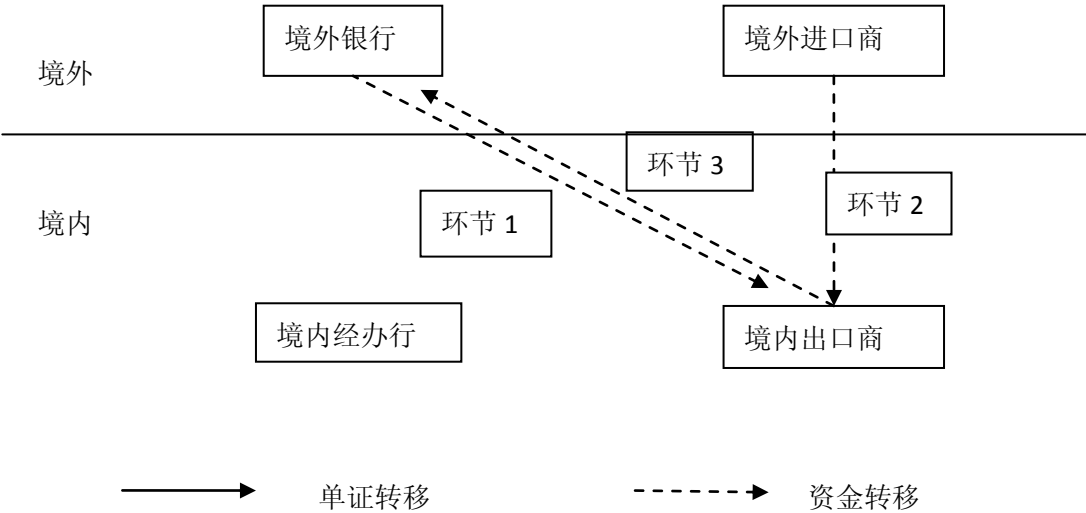 境外银行
境外进口商
境外
环节 3
环节 2
境内
环节 1
境内经办行
境内出口商
单证转移
资金转移